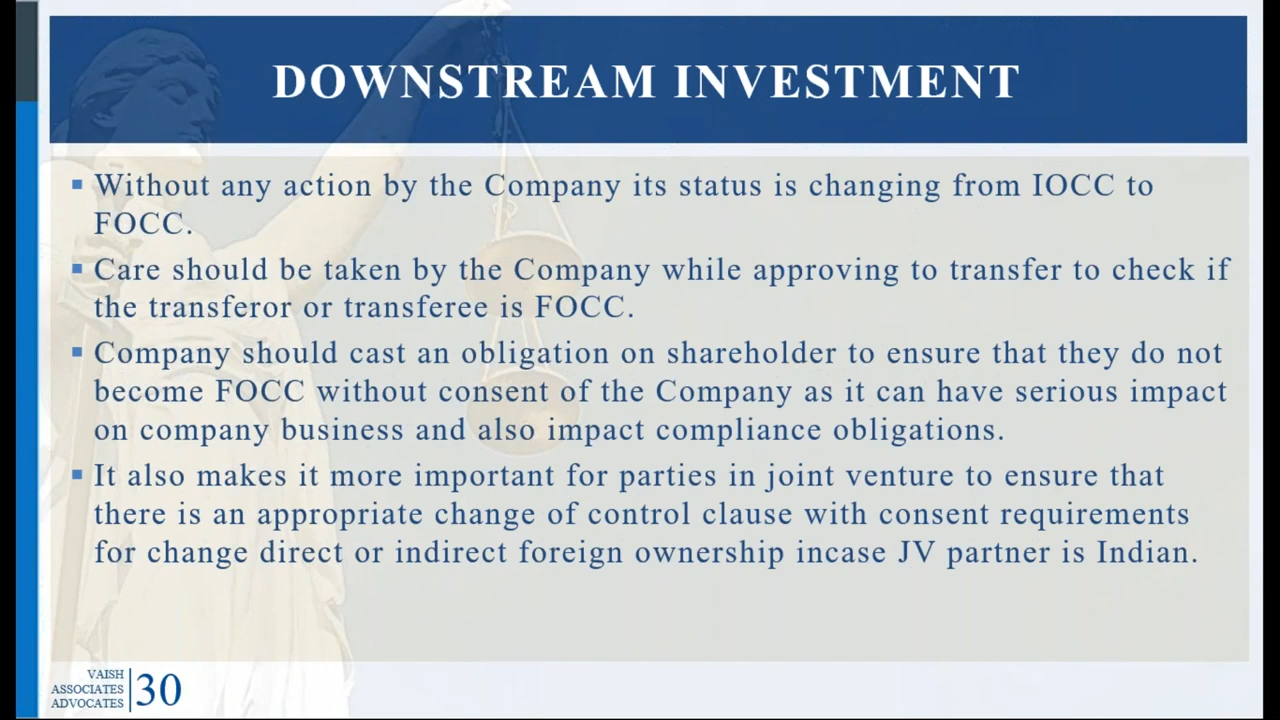 DOWNSTREAM INVESTMENT
▪ Without any action by the Company its status is changing from IOCC to
FOCC.
▪ Care should be taken by the Company while approving to transfer to check if
the transferor or transferee is FOCC.
▪ Company should cast an obligation on shareholder to ensure that they do not
become FOCC without consent of the Company as it can have serious impact
on company business and also impact compliance obligations.
▪ It also makes it more important for parties in joint venture to ensure that
there is an appropriate change of control clause with consent requirements
for change direct or indirect foreign ownership incase JV partner is Indian.
VAISH
ASSOCIATES
ADVOCATES
30